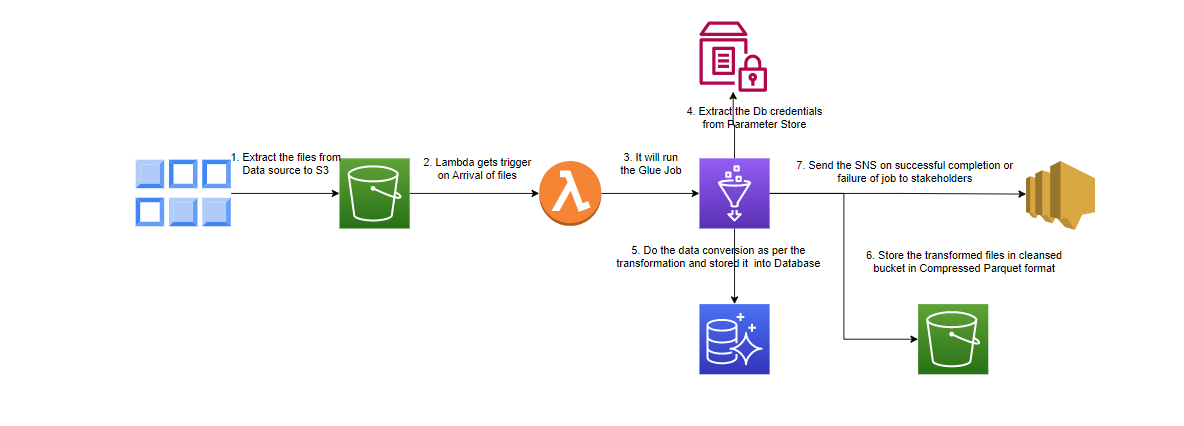 4. Extract the Db credentials
from Parameter Store
1. Extract the files from
Data source to S3
2. Lambda gets trigger
on Arrival of files
3. It will run
the Glue Job
7. Send the SNS on successful completion or
failure of job to stakeholders
5. Do the data conversion as per the
transformation and stored it into Database
6. Store the transformed files in cleansed
bucket in Compressed Parquet format